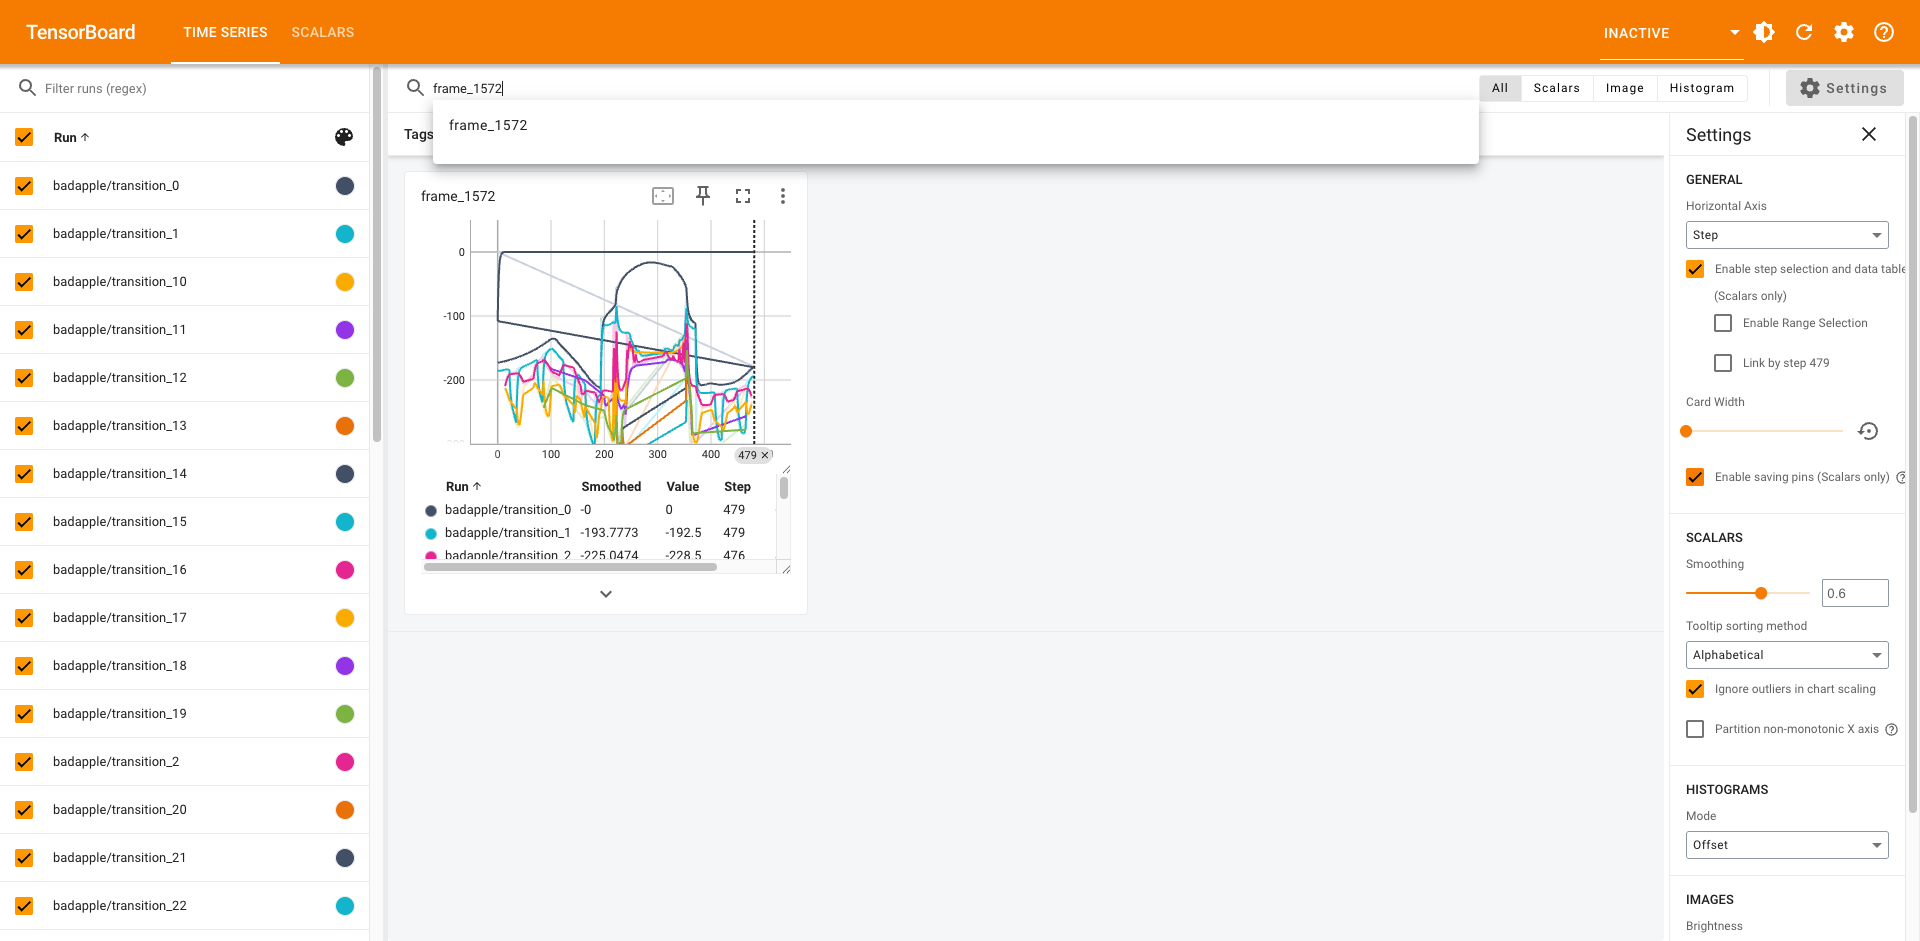 TensorBoard
TIME SERIES
SCALARS
INACTIVE
Filter runs (regex)
frame_1572
All
Scalars
Image
Histogram
Settings
frame_1572
Run
Tags
Settings
badapple/transition_0
badapple/transition_1
badapple/transition_10
badapple/transition_11
badapple/transition_12
badapple/transition_13
badapple/transition_14
badapple/transition_15
badapple/transition_16
badapple/transition_17
badapple/transition_18
badapple/transition_19
badapple/transition_2
badapple/transition_20
badapple/transition_21
badapple/transition_22
frame_1572
0
-100
-200
0 100 200 300 400 479
Run Smoothed Value Step
badapple/transition_0 -0 0 479
badapple/transition_1 -193.7773 -192.5 479
badapple/transition_2 -225.0474 -228.5 476
GENERAL
Horizontal Axis
Step
Enable step selection and data table
(Scalars only)
Enable Range Selection
Link by step 479
Card Width
Enable saving pins (Scalars only)
SCALARS
Smoothing
0.6
Tooltip sorting method
Alphabetical
Ignore outliers in chart scaling
Partition non-monotonic X axis
HISTOGRAMS
Mode
Offset
IMAGES
Brightness